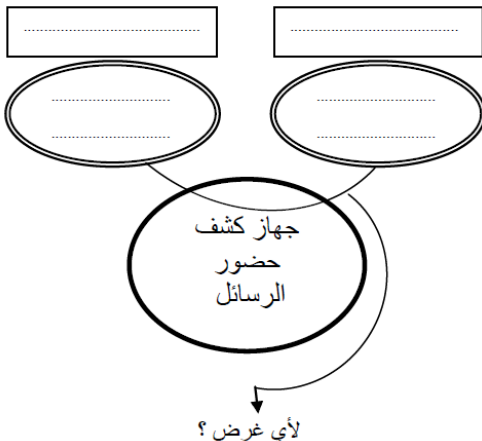 جهاز كشف
حضور
الرسائل
لأي غرض ؟